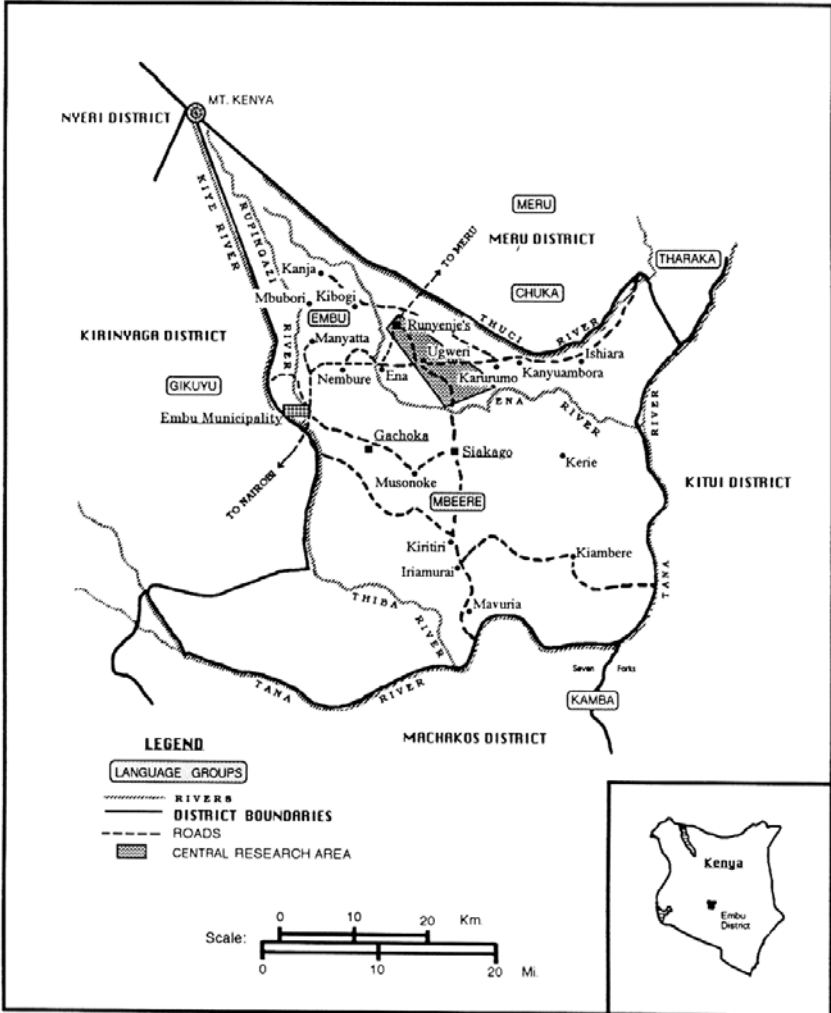 MT. KENYA
NYERI DISTRICT
KIYE RIVER
RUPINGAZI
RIVER
MERU
MERU DISTRICT
TO MERU
THARAKA
CHUKA
Kanja
Mbubori
Kibogi
EMBU
Runyenje's
THUCI RIVER
KIRINYAGA DISTRICT
Manyatta
Ugweri
Ishiara
Nembure
Ena
Karurumo
Kanyuambora
GIKUYU
Embu Municipality
ENA RIVER
RIVER
Gachoka
Siakago
Kerie
TO NAIROBI
Musonoke
KITUI DISTRICT
MBEERE
Kiritiri
Kiambere
Iriamurai
TANA
THIBA RIVER
Mavuria
Seven Forks
TANA RIVER
KAMBA
MACHAKOS DISTRICT
LEGEND
LANGUAGE GROUPS
RIVERS
DISTRICT BOUNDARIES
ROADS
CENTRAL RESEARCH AREA
Kenya
Embu
District
0 10 20 Km.
Scale:
0 10 20 Mi.